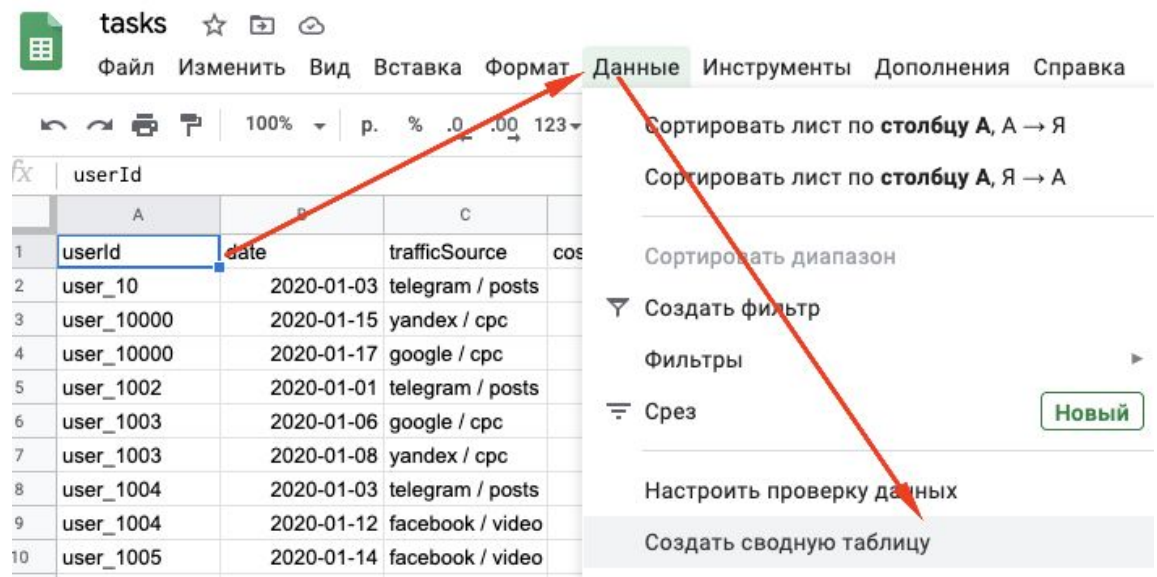 tasks
Файл Изменить Вид Вставка Формат Данные Инструменты Дополнения Справка
100% р. % .0 .00 123
fx userId
A B C
1 userId date trafficSource cos
2 user_10 2020-01-03 telegram / posts
3 user_10000 2020-01-15 yandex / cpc
4 user_10000 2020-01-17 google / cpc
5 user_1002 2020-01-01 telegram / posts
6 user_1003 2020-01-06 google / cpc
7 user_1003 2020-01-08 yandex / cpc
8 user_1004 2020-01-03 telegram / posts
9 user_1004 2020-01-12 facebook / video
10 user_1005 2020-01-14 facebook / video
Сортировать лист по столбцу A, А → Я
Сортировать лист по столбцу A, Я → А
Сортировать диапазон
Создать фильтр
Фильтры
Срез Новый
Настроить проверку данных
Создать сводную таблицу